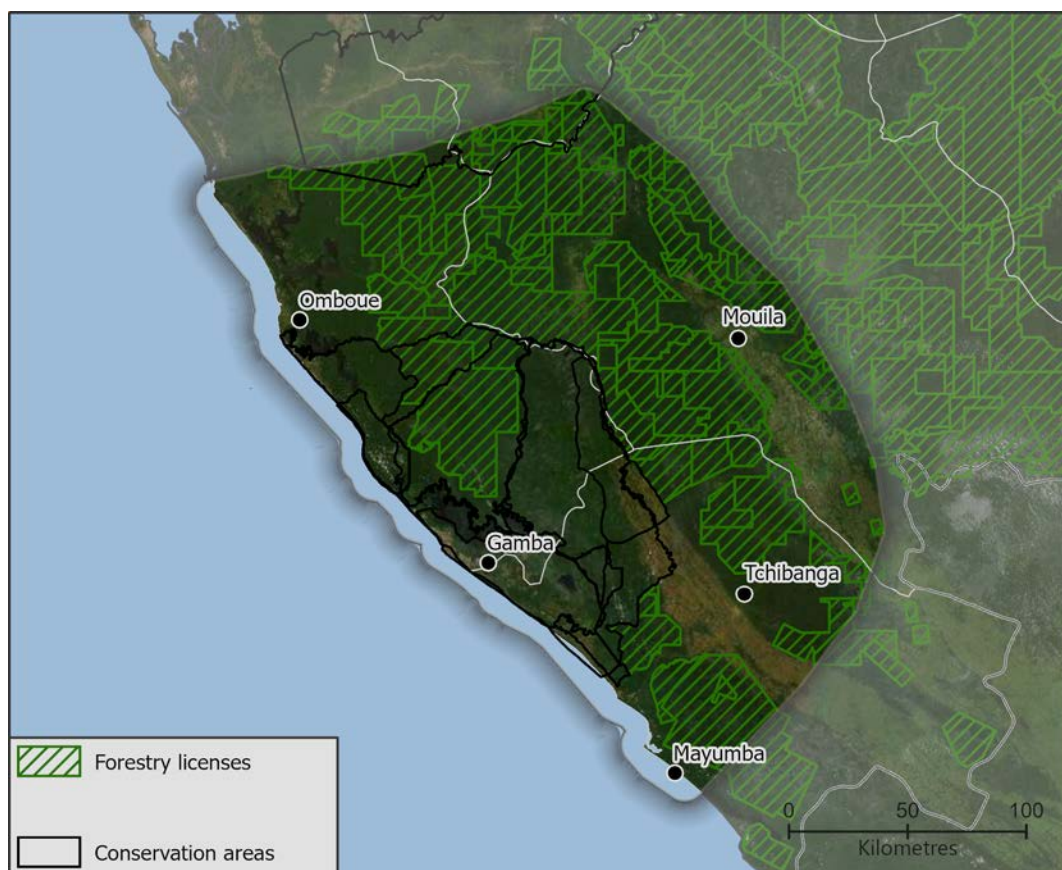 Omboue
Mouila
Gamba
Tchibanga
Mayumba
Forestry licenses
Conservation areas
0 50 100
Kilometres